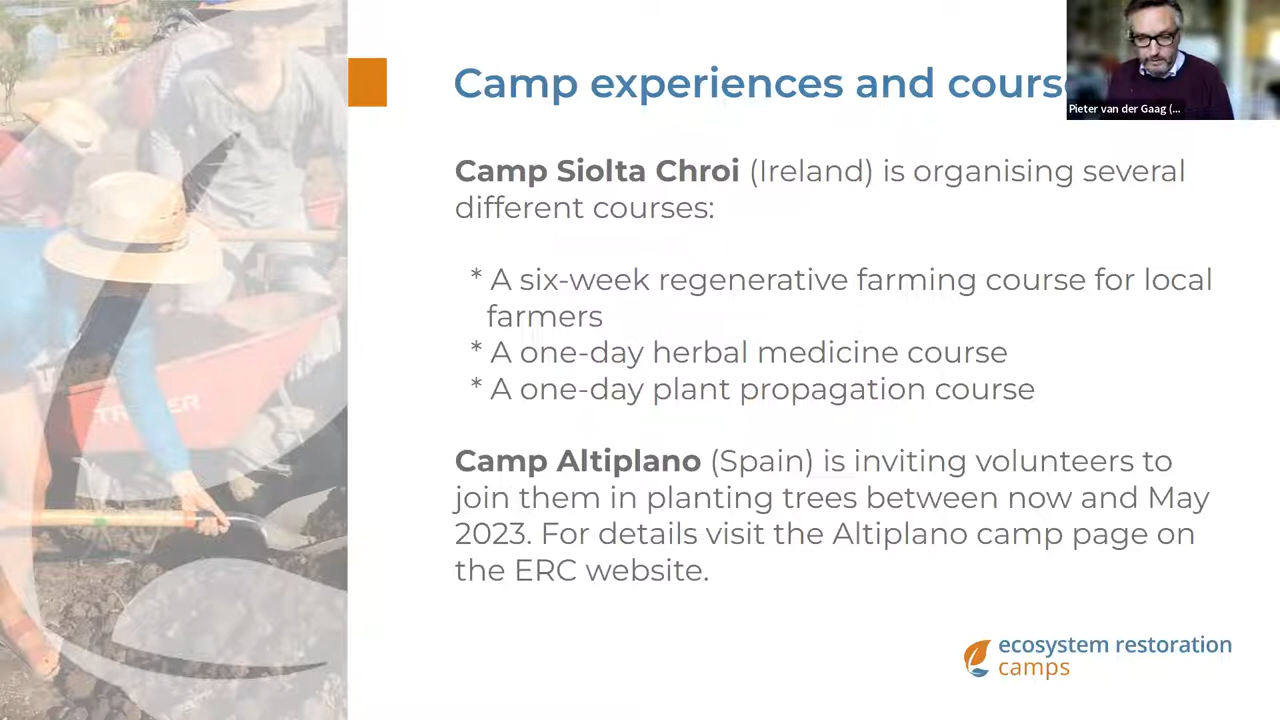 Camp experiences and cours
Pieter van der Gaag (...
Camp Siolta Chroi (Ireland) is organising several
different courses:
* A six-week regenerative farming course for local
farmers
* A one-day herbal medicine course
* A one-day plant propagation course
Camp Altiplano (Spain) is inviting volunteers to
join them in planting trees between now and May
2023. For details visit the Altiplano camp page on
the ERC website.
ecosystem restoration
camps